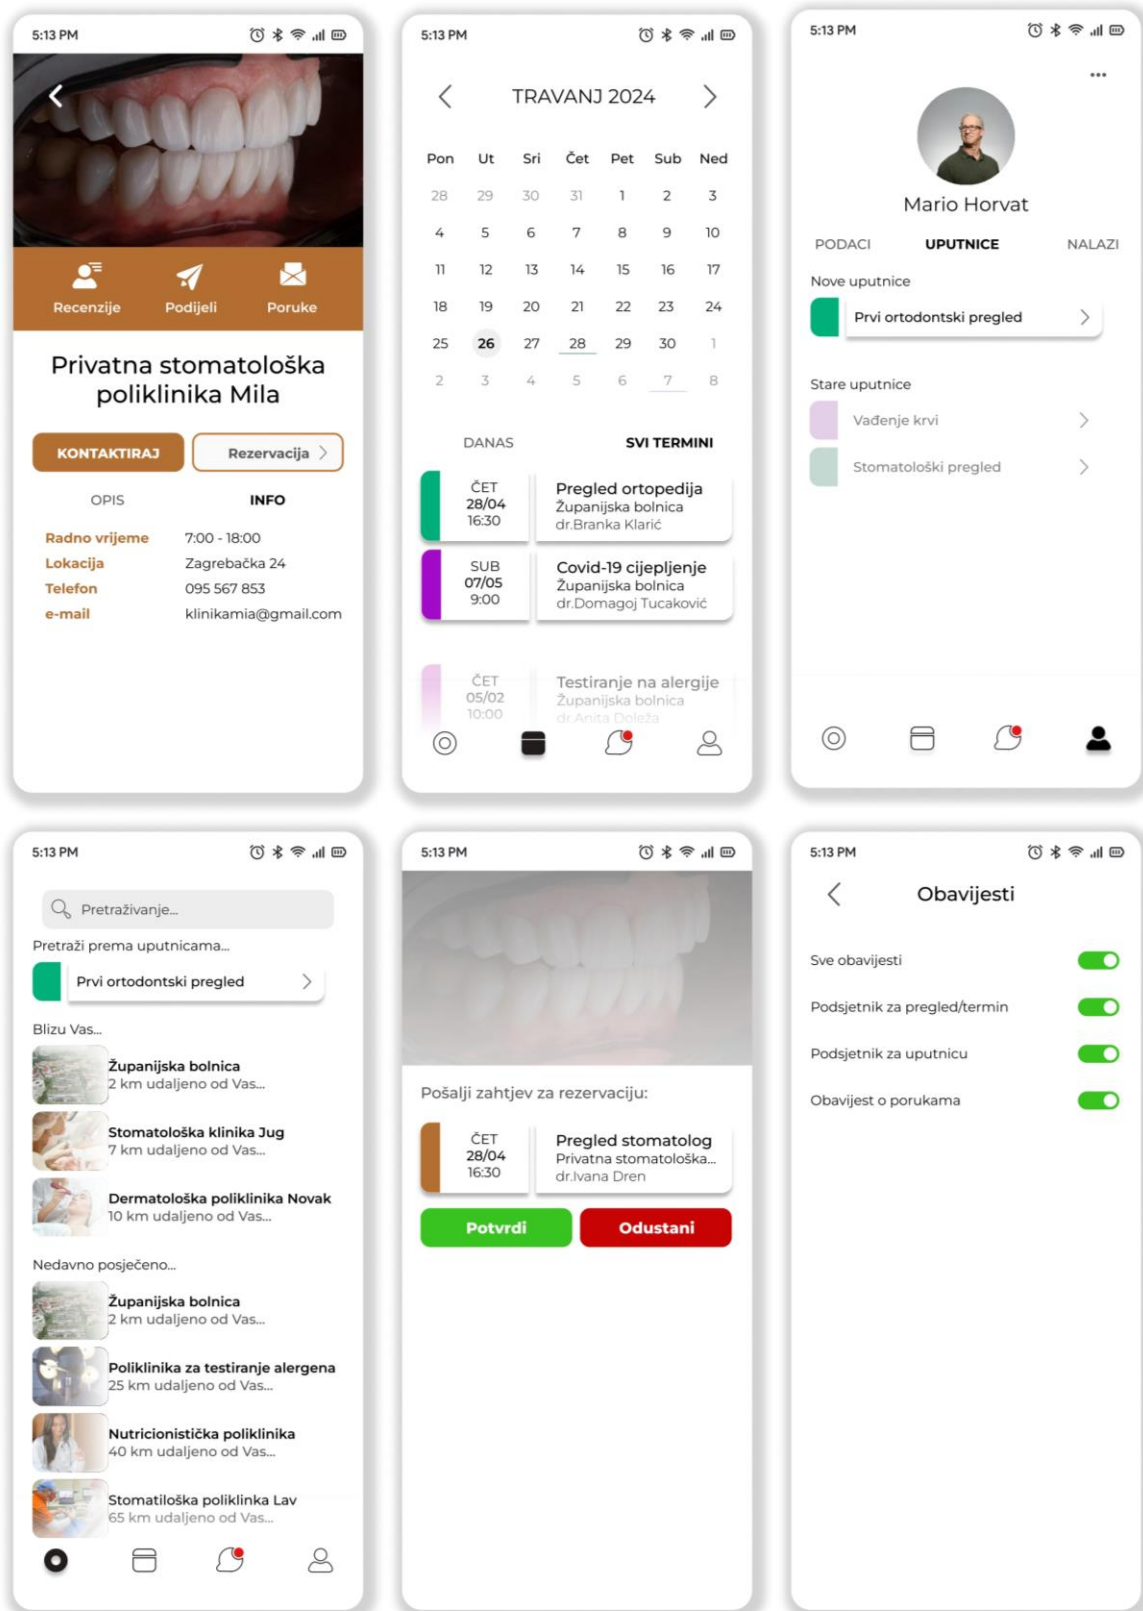 5:13 PM
Recenzije Podijeli Poruke
Privatna stomatološka
poliklinika Mila
KONTAKTIRAJ Rezervacija
OPIS INFO
Radno vrijeme 7:00 - 18:00
Lokacija Zagrebačka 24
Telefon 095 567 853
e-mail klinikamia@gmail.com
5:13 PM
TRAVANJ 2024
Pon Ut Sri Čet Pet Sub Ned
28 29 30 31 1 2 3
4 5 6 7 8 9 10
11 12 13 14 15 16 17
18 19 20 21 22 23 24
25 26 27 28 29 30 1
2 3 4 5 6 7 8
DANAS SVI TERMINI
ČET
28/04
16:30
Pregled ortopedija
Županijska bolnica
dr.Branka Klarić
SUB
07/05
9:00
Covid-19 cijepljenje
Županijska bolnica
dr.Domagoj Tucaković
ČET
05/02
10:00
Testiranje na alergije
Županijska bolnica
dr.Anita Doleža
5:13 PM
Mario Horvat
PODACI UPUTNICE NALAZI
Nove uputnice
Prvi ortodontski pregled
Stare uputnice
Vađenje krvi
Stomatološki pregled
5:13 PM
Pretraživanje...
Pretraži prema uputnicama...
Prvi ortodontski pregled
Blizu Vas...
Županijska bolnica
2 km udaljeno od Vas...
Stomatološka klinika Jug
7 km udaljeno od Vas...
Dermatološka poliklinika Novak
10 km udaljeno od Vas...
Nedavno posječeno...
Županijska bolnica
2 km udaljeno od Vas...
Poliklinika za testiranje alergena
25 km udaljeno od Vas...
Nutricionistička poliklinika
40 km udaljeno od Vas...
Stomatiloška poliklinka Lav
65 km udaljeno od Vas...
5:13 PM
Pošalji zahtjev za rezervaciju:
ČET
28/04
16:30
Pregled stomatolog
Privatna stomatološka...
dr.Ivana Dren
Potvrdi Odustani
5:13 PM
Obavijesti
Sve obavijesti
Podsjetnik za pregled/termin
Podsjetnik za uputnicu
Obavijest o porukama